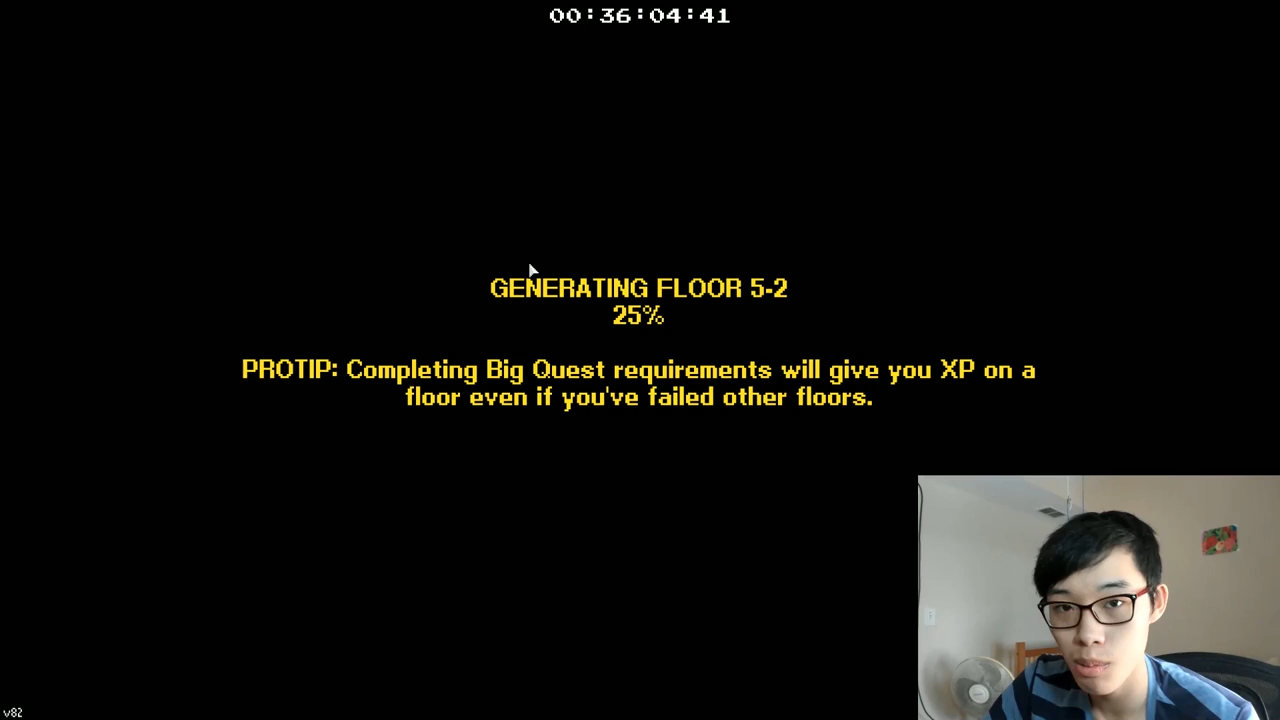 00:36:04:41
GENERATING FLOOR 5-2
25%
PROTIP: Completing Big Quest requirements will give you XP on a
floor even if you've failed other floors.
v82